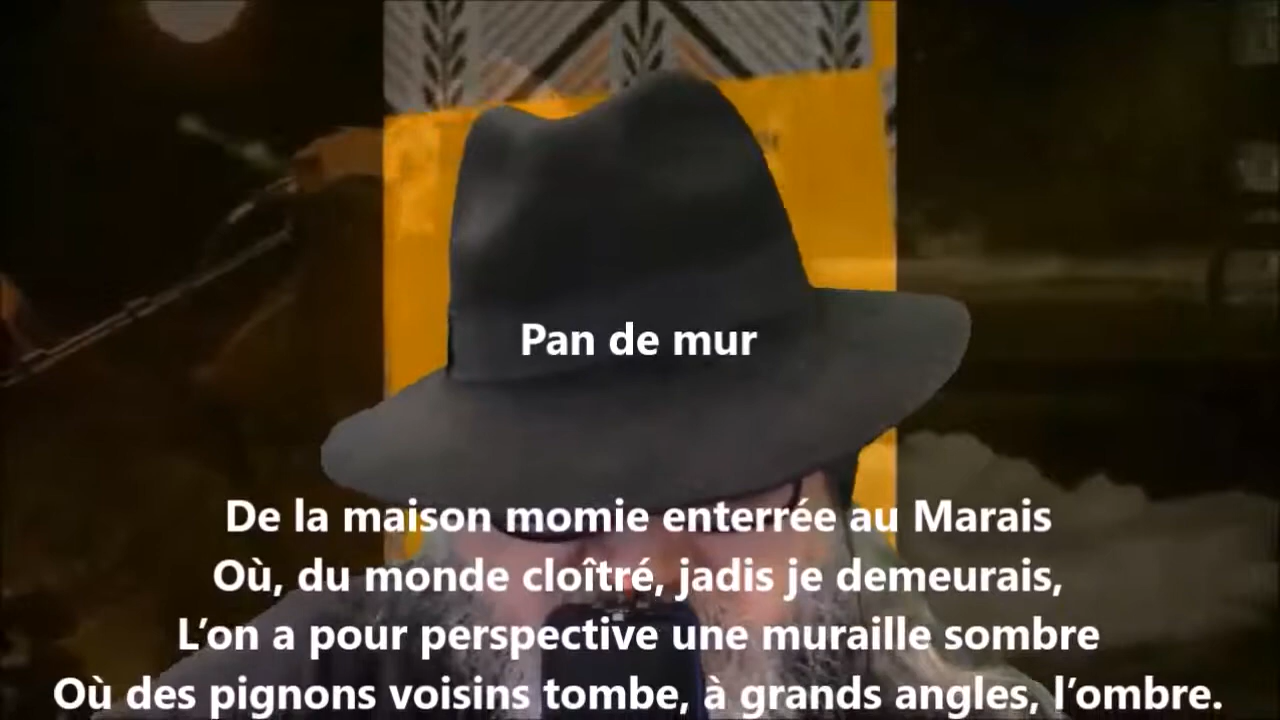 Pan de mur
De la maison momie enterrée au Marais
Où, du monde cloîtré, jadis je demeurais,
L’on a pour perspective une muraille sombre
Où des pignons voisins tombe, à grands angles, l’ombre.